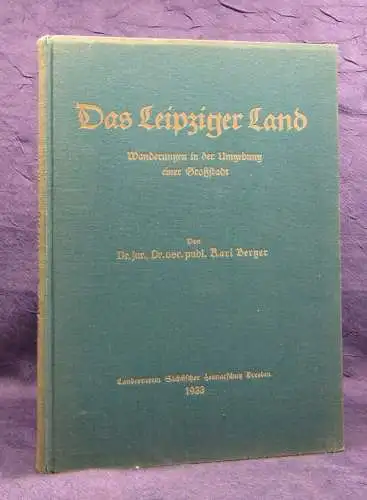 Das Leipziger Land
Wanderungen in der Umgebung
einer Großstadt
Von
Dr. jur., Dr. oec. publ. Karl Berger
Landesverein Sächsischer Heimatschutz Dresden
1933